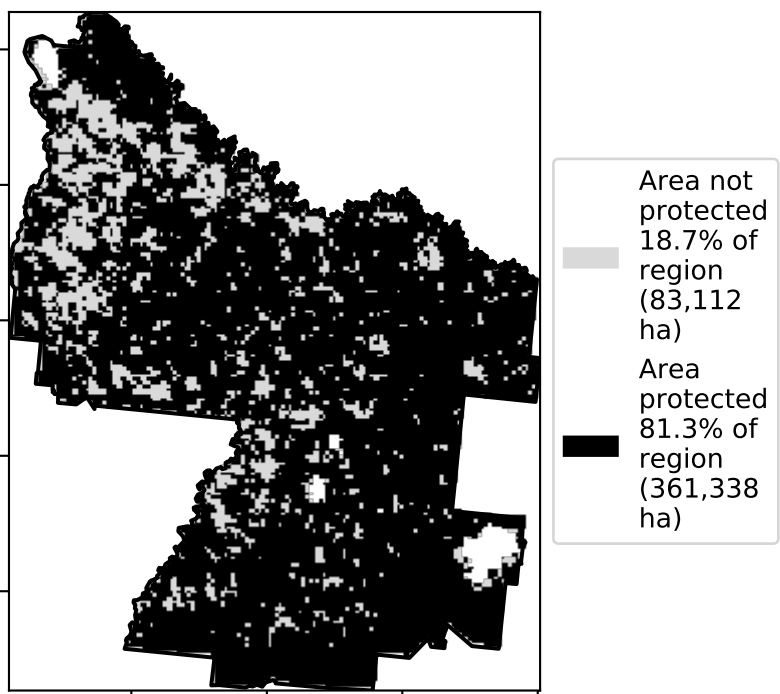 Area not
protected
18.7% of
region
(83,112
ha)
Area
protected
81.3% of
region
(361,338
ha)